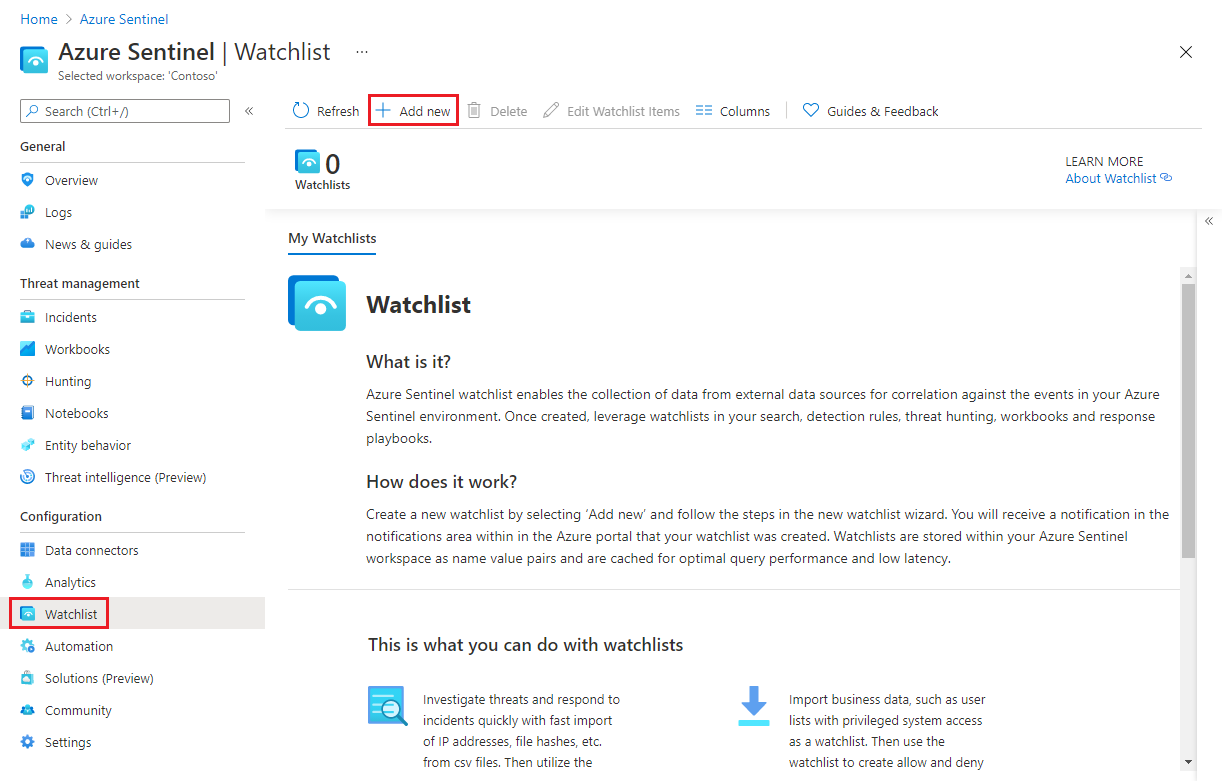 Home > Azure Sentinel
Azure Sentinel | Watchlist ...
Selected workspace: 'Contoso'
Search (Ctrl+/) «
Refresh Add new Delete Edit Watchlist Items Columns Guides & Feedback
General
Overview
Logs
News & guides
Threat management
Incidents
Workbooks
Hunting
Notebooks
Entity behavior
Threat intelligence (Preview)
Configuration
Data connectors
Analytics
Watchlist
Automation
Solutions (Preview)
Community
Settings
0
Watchlists
LEARN MORE
About Watchlist
«
My Watchlists
Watchlist
What is it?
Azure Sentinel watchlist enables the collection of data from external data sources for correlation against the events in your Azure
Sentinel environment. Once created, leverage watchlists in your search, detection rules, threat hunting, workbooks and response
playbooks.
How does it work?
Create a new watchlist by selecting ‘Add new’ and follow the steps in the new watchlist wizard. You will receive a notification in the
notifications area within in the Azure portal that your watchlist was created. Watchlists are stored within your Azure Sentinel
workspace as name value pairs and are cached for optimal query performance and low latency.
This is what you can do with watchlists
Investigate threats and respond to
incidents quickly with fast import
of IP addresses, file hashes, etc.
from csv files. Then utilize the
Import business data, such as user
lists with privileged system access
as a watchlist. Then use the
watchlist to create allow and deny